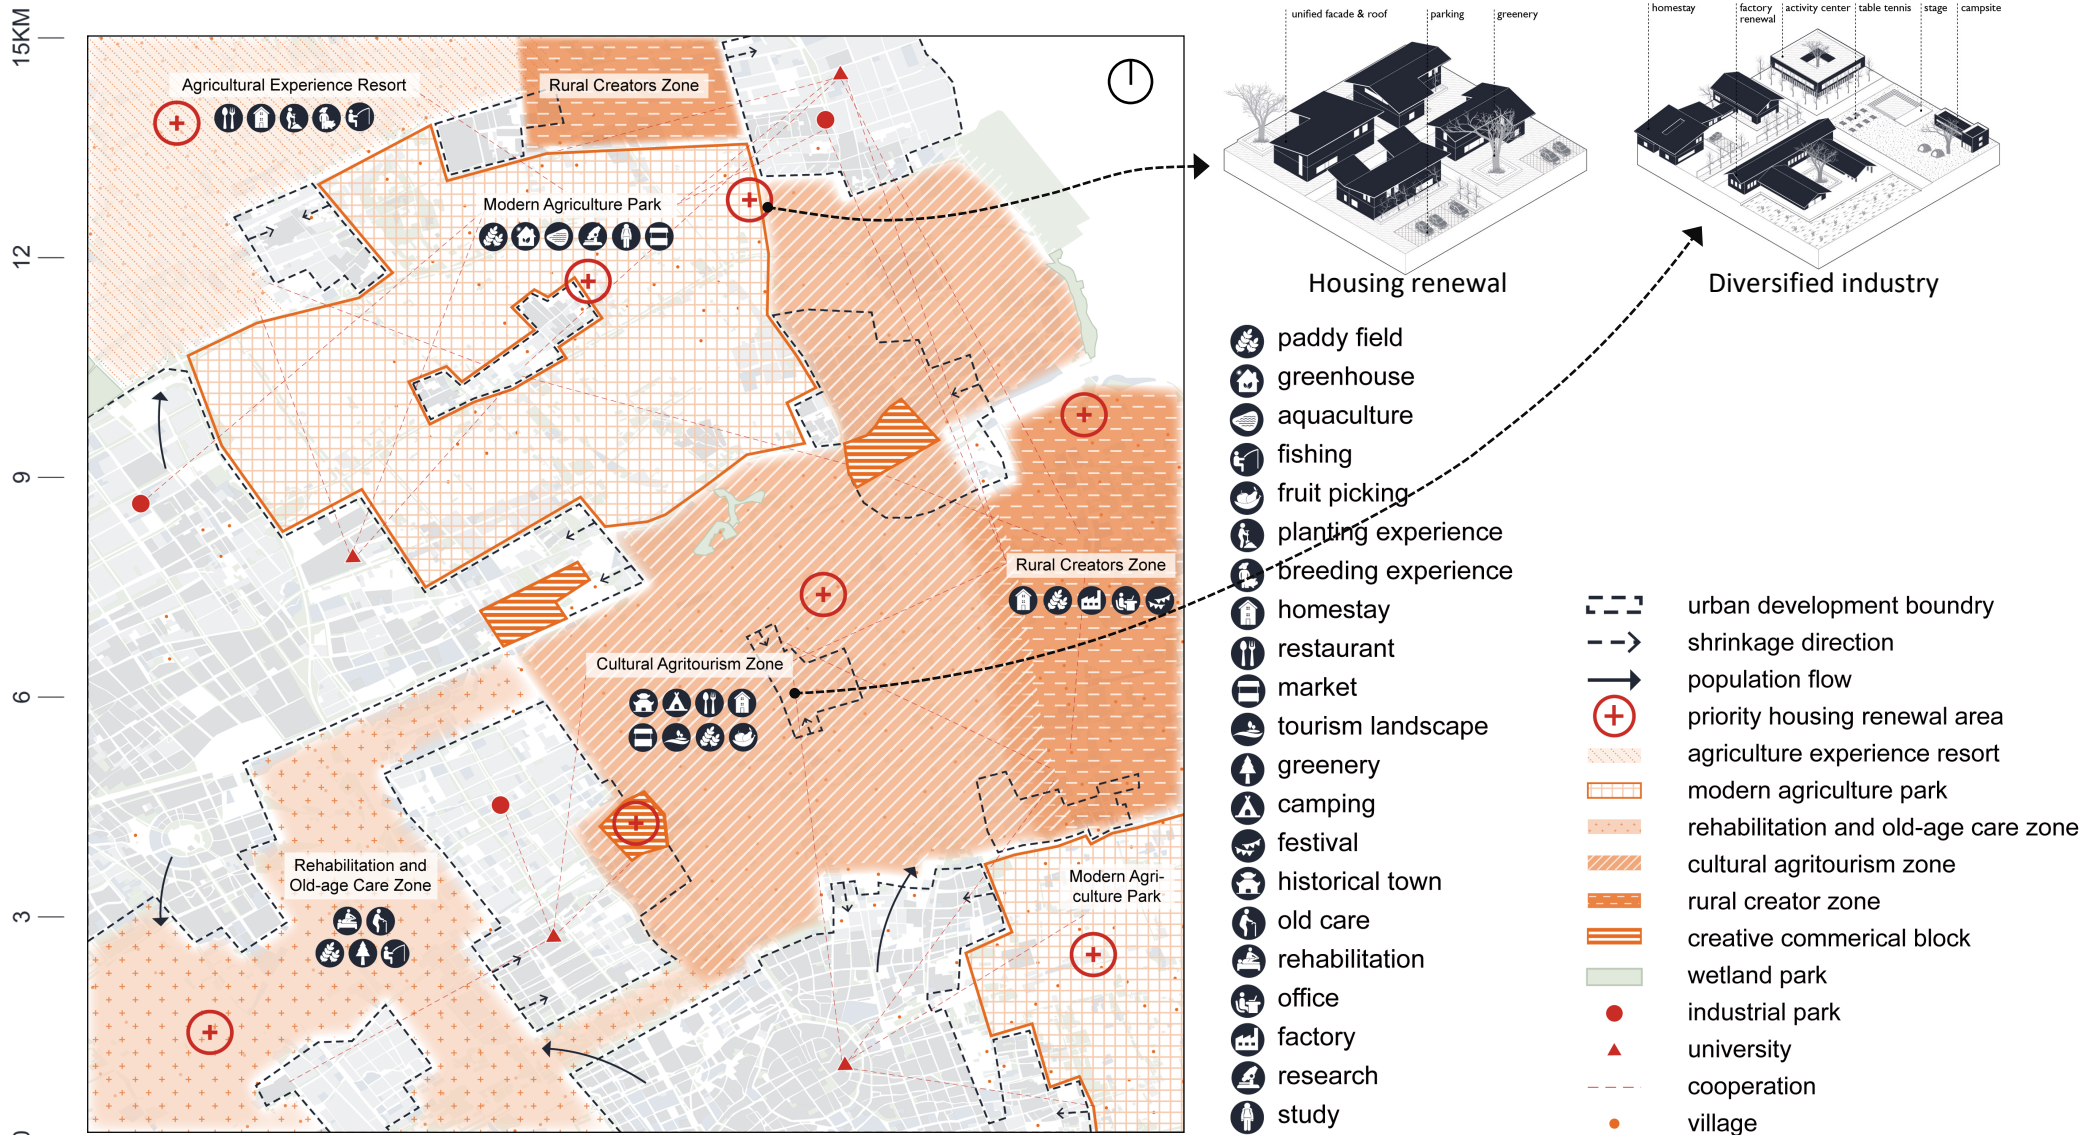 15KM
12
9
6
3
0
Agricultural Experience Resort
Rural Creators Zone
Modern Agriculture Park
Rural Creators Zone
Cultural Agritourism Zone
Rehabilitation and
Old-age Care Zone
Modern Agri-
culture Park
unified facade & roof
parking
greenery
homestay
factory
renewal
activity center
table tennis
stage
campsite
Housing renewal
Diversified industry
paddy field
greenhouse
aquaculture
fishing
fruit picking
planting experience
breeding experience
homestay
restaurant
market
tourism landscape
greenery
camping
festival
historical town
old care
rehabilitation
office
factory
research
study
urban development boundry
shrinkage direction
population flow
priority housing renewal area
agriculture experience resort
modern agriculture park
rehabilitation and old-age care zone
cultural agritourism zone
rural creator zone
creative commerical block
wetland park
industrial park
university
cooperation
village